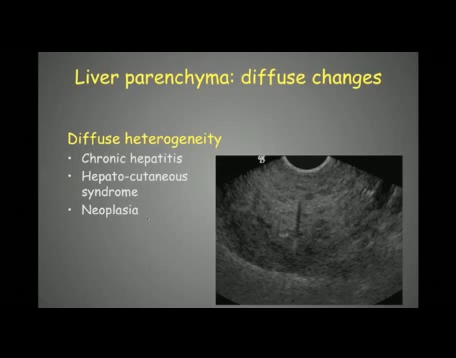 Liver parenchyma: diffuse changes
Diffuse heterogeneity
• Chronic hepatitis
• Hepato-cutaneous
syndrome
• Neoplasia